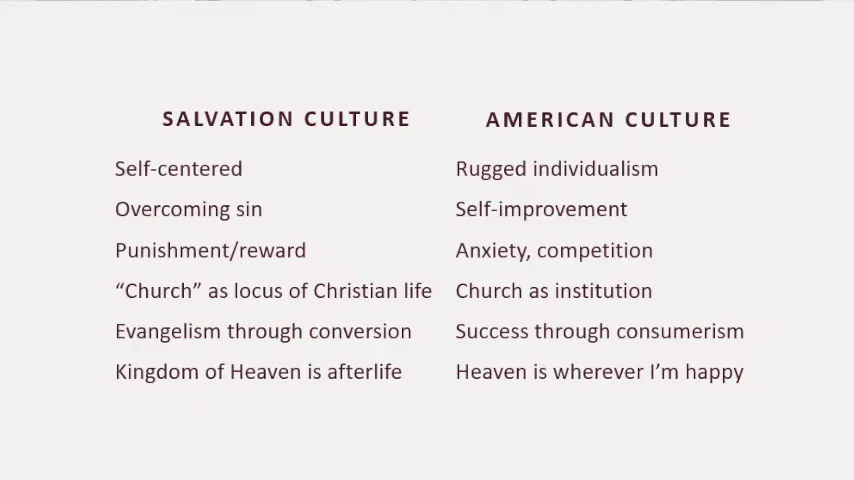 SALVATION CULTURE
Self-centered
Overcoming sin
Punishment/reward
“Church” as locus of Christian life
Evangelism through conversion
Kingdom of Heaven is afterlife
AMERICAN CULTURE
Rugged individualism
Self-improvement
Anxiety, competition
Church as institution
Success through consumerism
Heaven is wherever I’m happy